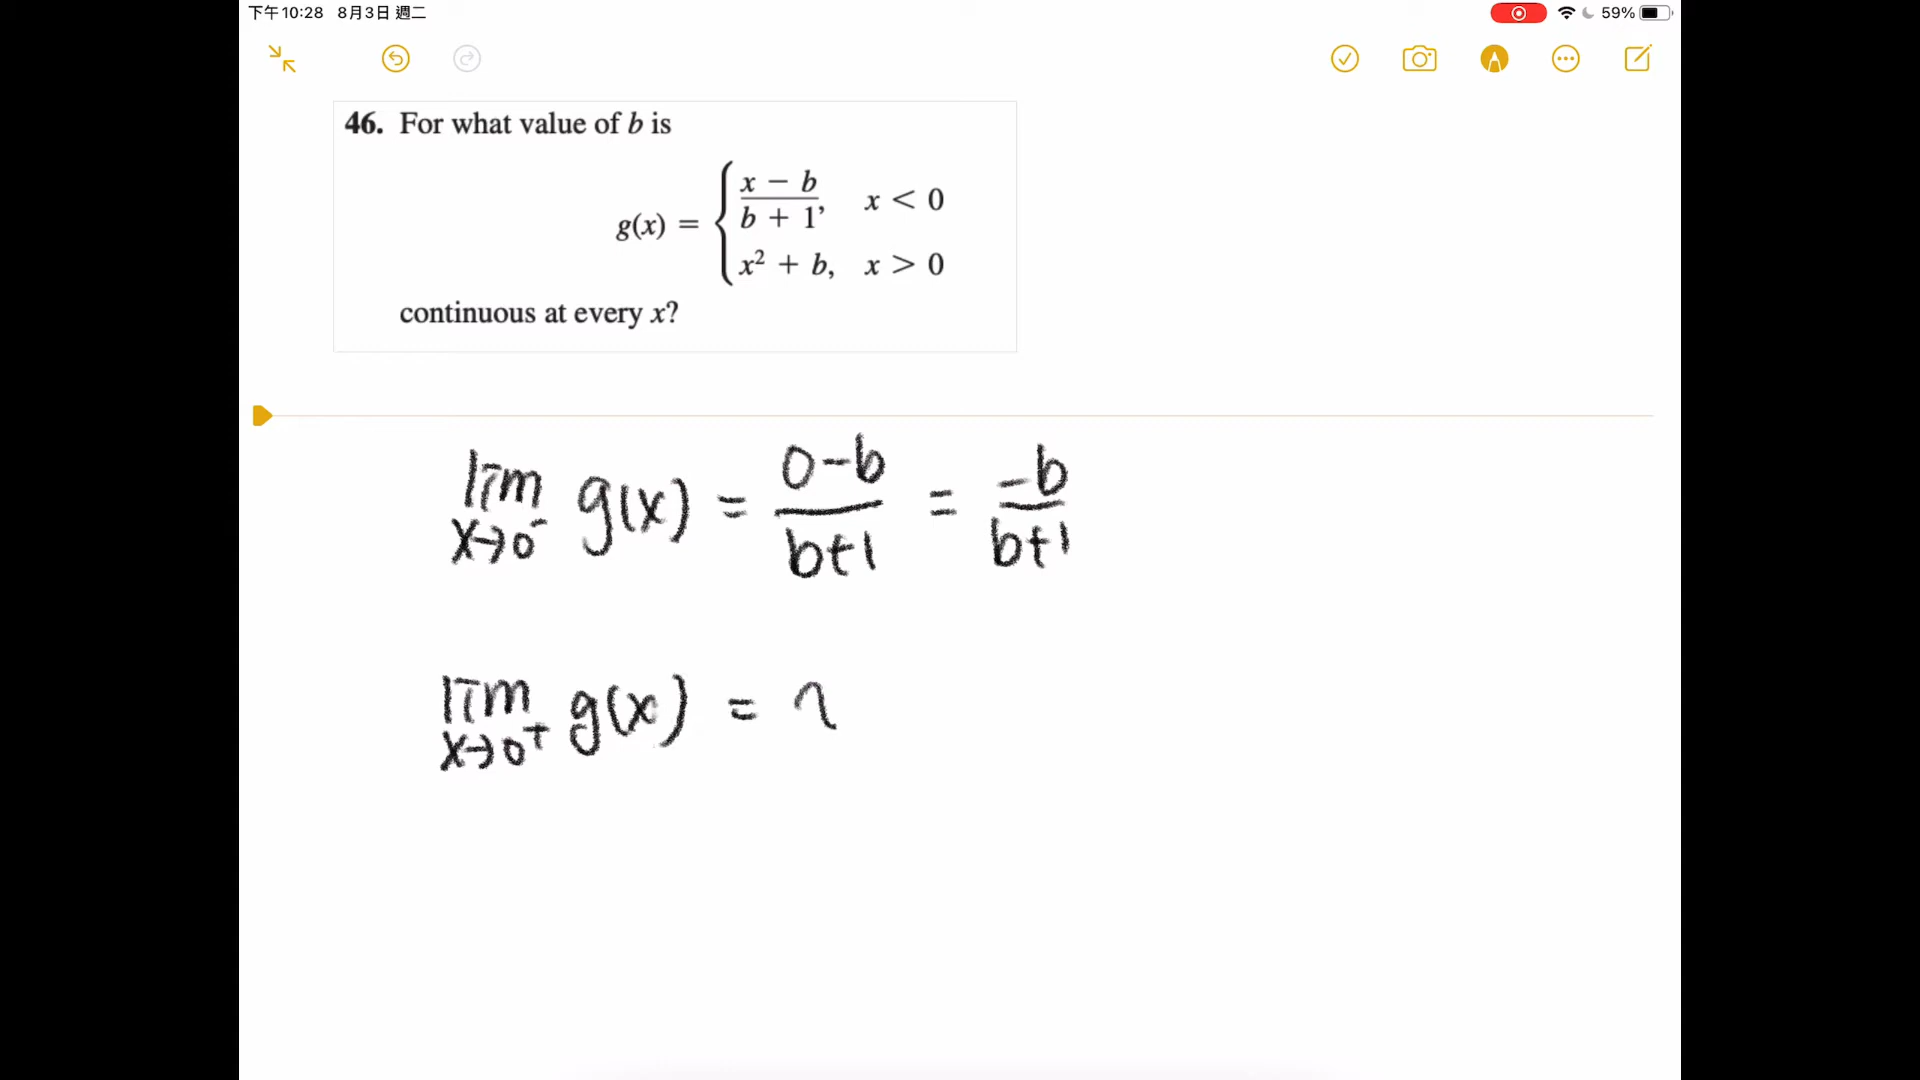 下午10:28 8月3日 週二
59%
46. For what value of b is
g(x) = { (x − b)/(b + 1), x < 0
x² + b, x > 0
continuous at every x?
lim x→0⁻ g(x) = (0−b)/(b+1) = −b/(b+1)
lim x→0⁺ g(x) =